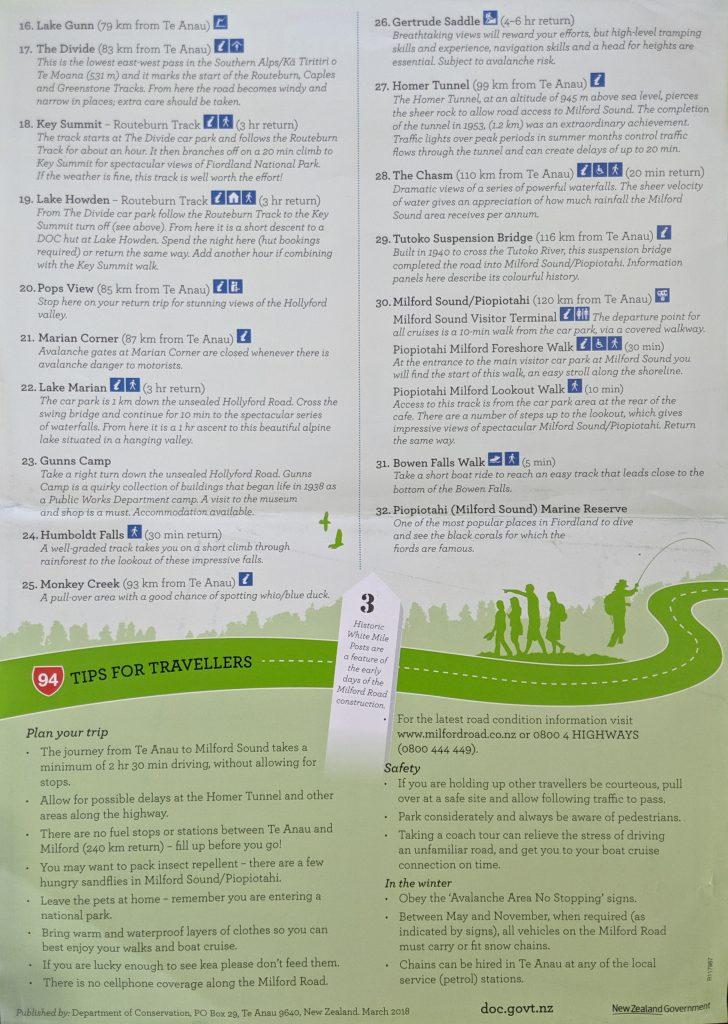 16. Lake Gunn (79 km from Te Anau)
17. The Divide (83 km from Te Anau)
This is the lowest east-west pass in the Southern Alps/Kā Tiritiri o
Te Moana (531 m) and it marks the start of the Routeburn, Caples
and Greenstone Tracks. From here the road becomes windy and
narrow in places; extra care should be taken.
18. Key Summit – Routeburn Track (3 hr return)
The track starts at The Divide car park and follows the Routeburn
Track for about an hour. It then branches off on a 20 min climb to
Key Summit for spectacular views of Fiordland National Park.
If the weather is fine, this track is well worth the effort!
19. Lake Howden – Routeburn Track (3 hr return)
From The Divide car park follow the Routeburn Track to the Key
Summit turn off (see above). From here it is a short descent to a
DOC hut at Lake Howden. Spend the night here (hut bookings
required) or return the same way. Add another hour if combining
with the Key Summit walk.
20. Pops View (85 km from Te Anau)
Stop here on your return trip for stunning views of the Hollyford
valley.
21. Marian Corner (87 km from Te Anau)
Avalanche gates at Marian Corner are closed whenever there is
avalanche danger to motorists.
22. Lake Marian (3 hr return)
The car park is 1 km down the unsealed Hollyford Road. Cross the
swing bridge and continue for 10 min to the spectacular series
of waterfalls. From here it is a 1 hr ascent to this beautiful alpine
lake situated in a hanging valley.
23. Gunns Camp
Take a right turn down the unsealed Hollyford Road. Gunns
Camp is a quirky collection of buildings that began life in 1938 as
a Public Works Department camp. A visit to the museum
and shop is a must. Accommodation available.
24. Humboldt Falls (30 min return)
A well-graded track takes you on a short climb through
rainforest to the lookout of these impressive falls.
25. Monkey Creek (93 km from Te Anau)
A pull-over area with a good chance of spotting whio/blue duck.
26. Gertrude Saddle (4–6 hr return)
Breathtaking views will reward your efforts, but high-level tramping
skills and experience, navigation skills and a head for heights are
essential. Subject to avalanche risk.
27. Homer Tunnel (99 km from Te Anau)
The Homer Tunnel, at an altitude of 945 m above sea level, pierces
the sheer rock to allow road access to Milford Sound. The completion
of the tunnel in 1953, (1.2 km) was an extraordinary achievement.
Traffic lights over peak periods in summer months control traffic
flows through the tunnel and can create delays of up to 20 min.
28. The Chasm (110 km from Te Anau) (20 min return)
Dramatic views of a series of powerful waterfalls. The sheer velocity
of water gives an appreciation of how much rainfall the Milford
Sound area receives per annum.
29. Tutoko Suspension Bridge (116 km from Te Anau)
Built in 1940 to cross the Tutoko River, this suspension bridge
completed the road into Milford Sound/Piopiotahi. Information
panels here describe its colourful history.
30. Milford Sound/Piopiotahi (120 km from Te Anau)
Milford Sound Visitor Terminal The departure point for
all cruises is a 10-min walk from the car park, via a covered walkway.
Piopiotahi Milford Foreshore Walk (30 min)
At the entrance to the main visitor car park at Milford Sound you
will find the start of this walk, an easy stroll along the shoreline.
Piopiotahi Milford Lookout Walk (10 min)
Access to this track is from the car park area at the rear of the
cafe. There are a number of steps up to the lookout, which gives
impressive views of spectacular Milford Sound/Piopiotahi. Return
the same way.
31. Bowen Falls Walk (5 min)
Take a short boat ride to reach an easy track that leads close to the
bottom of the Bowen Falls.
32. Piopiotahi (Milford Sound) Marine Reserve
One of the most popular places in Fiordland to dive
and see the black corals for which the
fiords are famous.
3
Historic
White Mile
Posts are
a feature of
the early
days of the
Milford Road
construction.
94 TIPS FOR TRAVELLERS
Plan your trip
• The journey from Te Anau to Milford Sound takes a
minimum of 2 hr 30 min driving, without allowing for
stops.
• Allow for possible delays at the Homer Tunnel and other
areas along the highway.
• There are no fuel stops or stations between Te Anau and
Milford (240 km return) – fill up before you go!
• You may want to pack insect repellent – there are a few
hungry sandflies in Milford Sound/Piopiotahi.
• Leave the pets at home – remember you are entering a
national park.
• Bring warm and waterproof layers of clothes so you can
best enjoy your walks and boat cruise.
• If you are lucky enough to see kea please don't feed them.
• There is no cellphone coverage along the Milford Road.
• For the latest road condition information visit
www.milfordroad.co.nz or 0800 4 HIGHWAYS
(0800 444 449).
Safety
• If you are holding up other travellers be courteous, pull
over at a safe site and allow following traffic to pass.
• Park considerately and always be aware of pedestrians.
• Taking a coach tour can relieve the stress of driving
an unfamiliar road, and get you to your boat cruise
connection on time.
In the winter
• Obey the 'Avalanche Area No Stopping' signs.
• Between May and November, when required (as
indicated by signs), all vehicles on the Milford Road
must carry or fit snow chains.
• Chains can be hired in Te Anau at any of the local
service (petrol) stations.
R117987
Published by: Department of Conservation, PO Box 29, Te Anau 9640, New Zealand. March 2018
doc.govt.nz
New Zealand Government